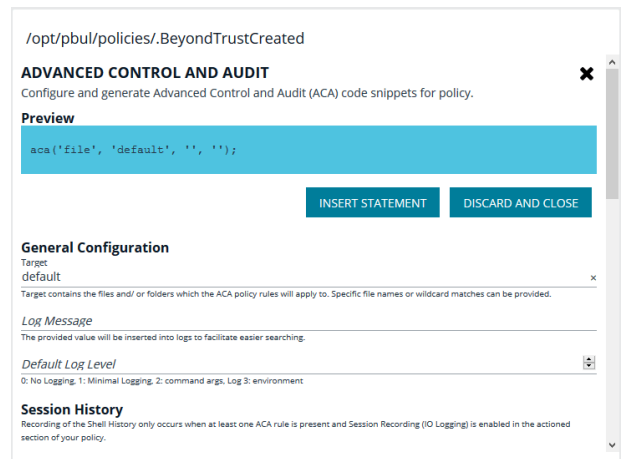 /opt/pbul/policies/.BeyondTrustCreated
ADVANCED CONTROL AND AUDIT
Configure and generate Advanced Control and Audit (ACA) code snippets for policy.
Preview
aca('file', 'default', '', '');
INSERT STATEMENT DISCARD AND CLOSE
General Configuration
Target
default
Target contains the files and/ or folders which the ACA policy rules will apply to. Specific file names or wildcard matches can be provided.
Log Message
The provided value will be inserted into logs to facilitate easier searching.
Default Log Level
0: No Logging, 1: Minimal Logging, 2: command args, Log 3: environment
Session History
Recording of the Shell History only occurs when at least one ACA rule is present and Session Recording (IO Logging) is enabled in the actioned
section of your policy.